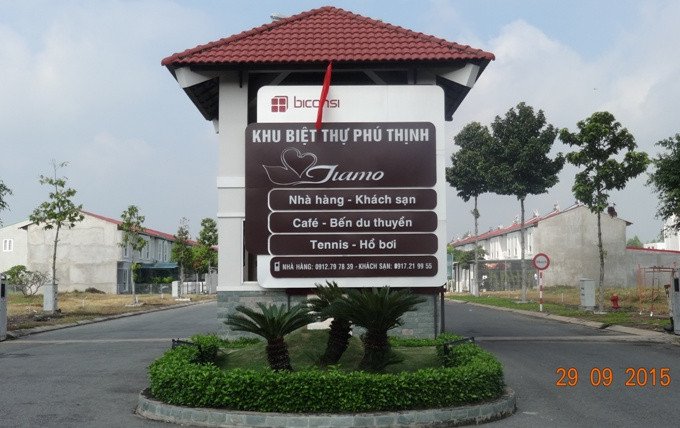 biconsi
KHU BIỆT THỰ PHÚ THỊNH
Tiamo
Nhà hàng - Khách sạn
Café - Bến du thuyền
Tennis - Hồ bơi
NHÀ HÀNG: 0912.79 78 39 - KHÁCH SẠN: 0917.21 99 55
29 09 2015